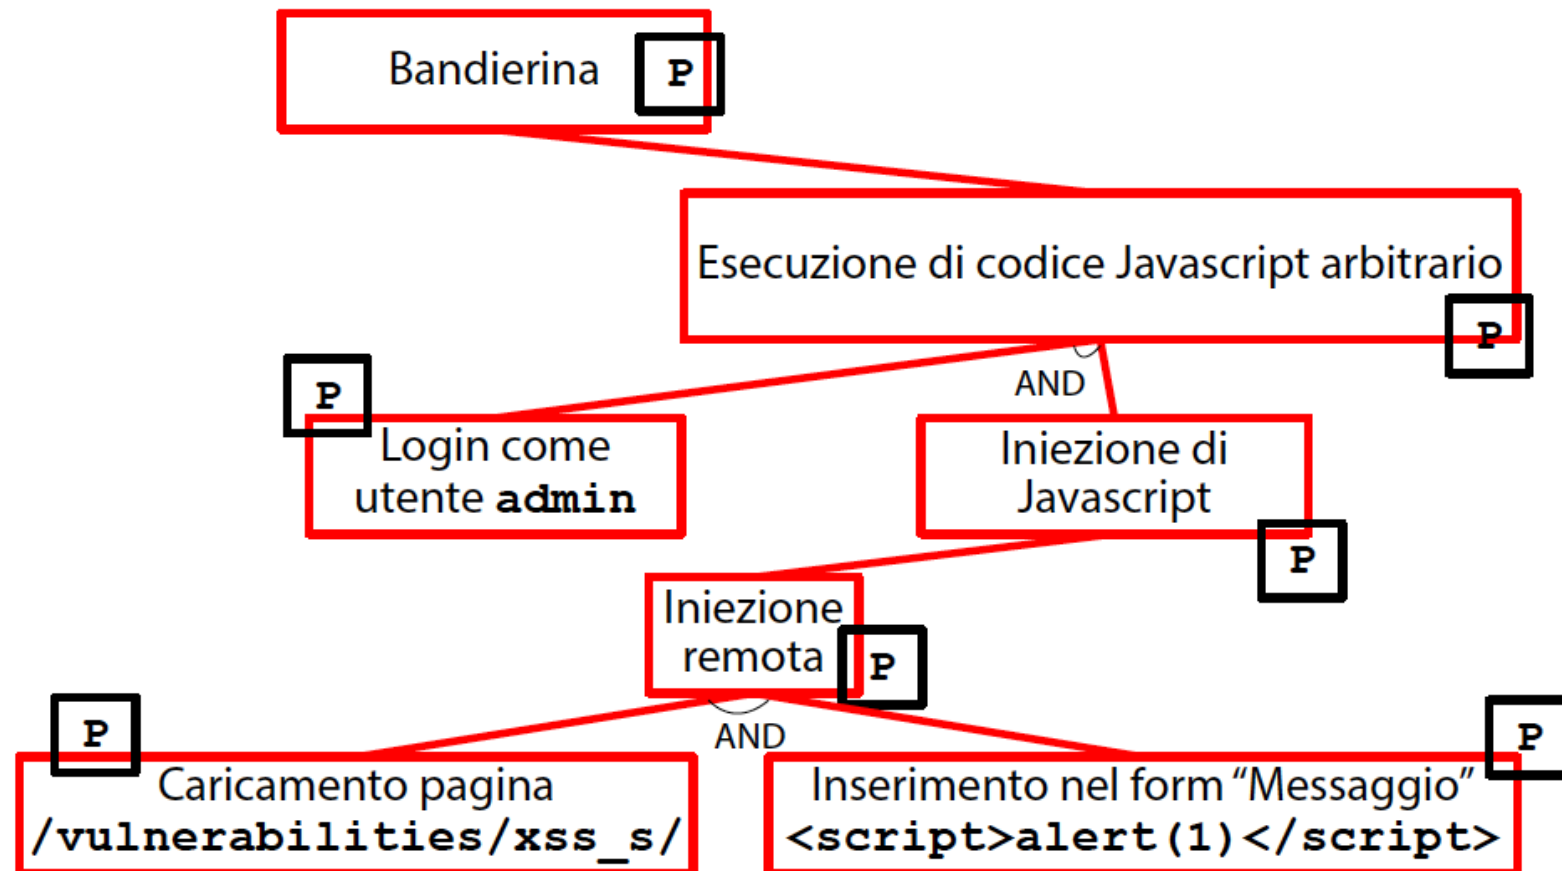 Bandierina
P
Esecuzione di codice Javascript arbitrario
P
AND
P
Login come
utente admin
Iniezione di
Javascript
P
Iniezione
remota
P
AND
P
Caricamento pagina
/vulnerabilities/xss_s/
P
Inserimento nel form “Messaggio”
<script>alert(1)</script>